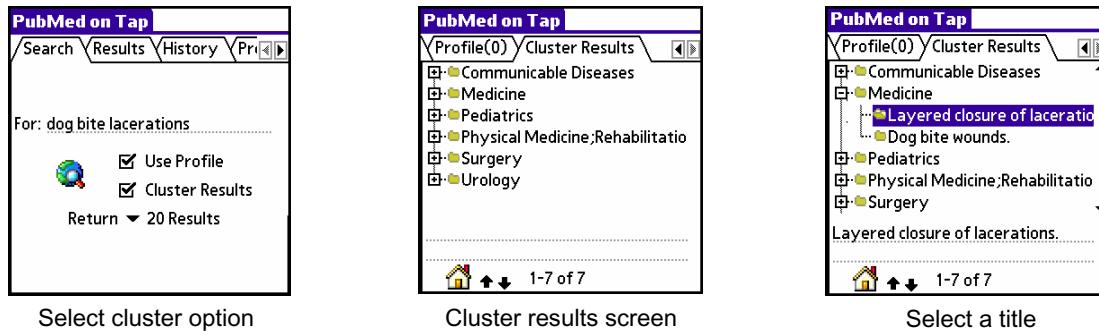 PubMed on Tap
Search Results History Pr
For: dog bite lacerations
Use Profile
Cluster Results
Return 20 Results
Select cluster option
PubMed on Tap
Profile(0) Cluster Results
Communicable Diseases
Medicine
Pediatrics
Physical Medicine;Rehabilitatio
Surgery
Urology
1-7 of 7
Cluster results screen
PubMed on Tap
Profile(0) Cluster Results
Communicable Diseases
Medicine
Layered closure of laceratio
Dog bite wounds.
Pediatrics
Physical Medicine;Rehabilitatio
Surgery
Layered closure of lacerations.
1-7 of 7
Select a title